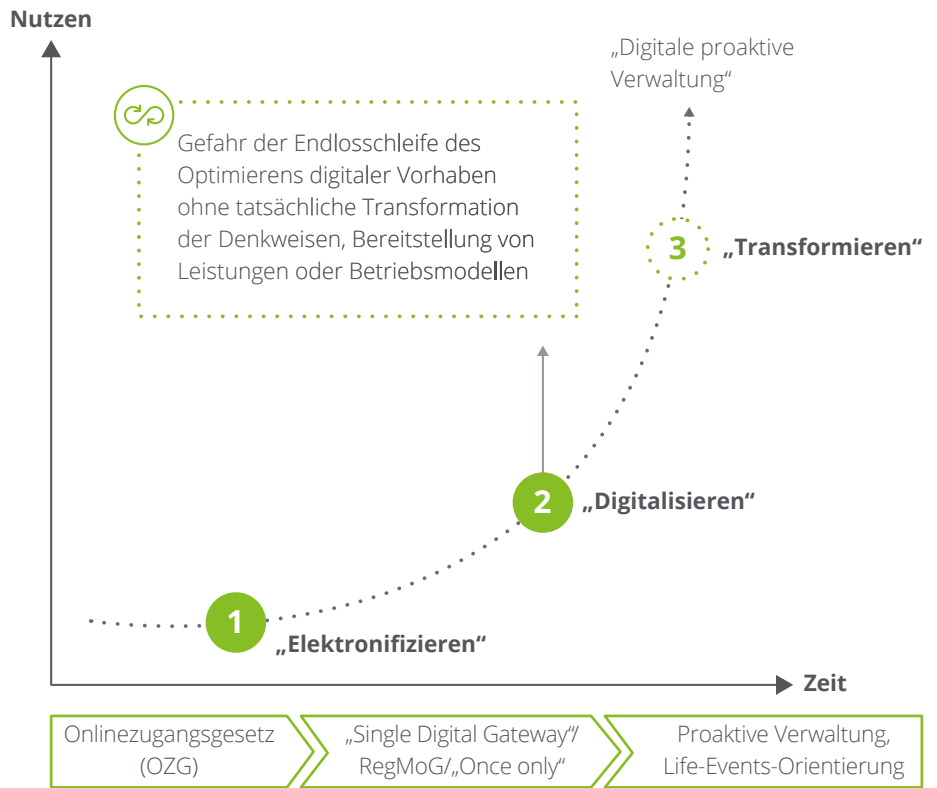 Nutzen
„Digitale proaktive
Verwaltung“
Gefahr der Endlosschleife des
Optimierens digitaler Vorhaben
ohne tatsächliche Transformation
der Denkweisen, Bereitstellung von
Leistungen oder Betriebsmodellen
3 „Transformieren“
2 „Digitalisieren“
1
„Elektronifizieren“
Zeit
Onlinezugangsgesetz
(OZG)
„Single Digital Gateway“/
RegMoG/„Once only“
Proaktive Verwaltung,
Life-Events-Orientierung